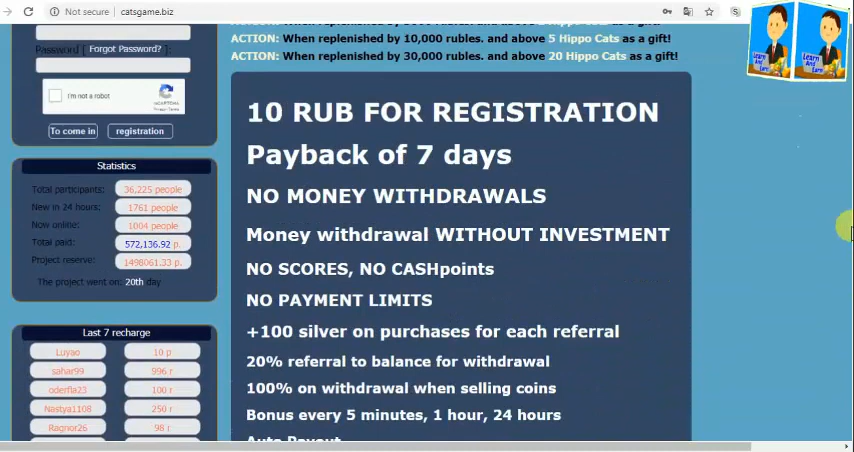 Not secure | catsgame.biz
ACTION: When replenished by 10,000 rubles. and above 5 Hippo Cats as a gift!
ACTION: When replenished by 30,000 rubles. and above 20 Hippo Cats as a gift!
Password [ Forgot Password? ]:
I'm not a robot
reCAPTCHA
To come in
registration
10 RUB FOR REGISTRATION
Payback of 7 days
NO MONEY WITHDRAWALS
Money withdrawal WITHOUT INVESTMENT
NO SCORES, NO CASHpoints
NO PAYMENT LIMITS
+100 silver on purchases for each referral
20% referral to balance for withdrawal
100% on withdrawal when selling coins
Bonus every 5 minutes, 1 hour, 24 hours
Auto Payout
Statistics
Total participants: 36,225 people
New in 24 hours: 1761 people
Now online: 1004 people
Total paid: 572,136.92 p.
Project reserve: 1498061.33 p.
The project went on: 20th day
Last 7 recharge
Luyao 10 p
sahar99 996 r
oderfla23 100 r
Nastya1108 250 r
Ragnor26 98 r
Learn And Earn
Learn And Earn